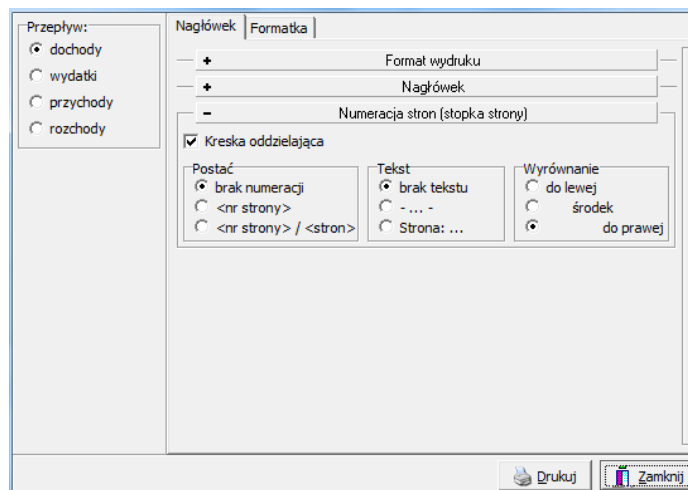 Przepływ:
dochody
wydatki
przychody
rozchody
Nagłówek
Formatka
+ Format wydruku
+ Nagłówek
– Numeracja stron (stopka strony)
Kreska oddzielająca
Postać
brak numeracji
<nr strony>
<nr strony> / <stron>
Tekst
brak tekstu
- ... -
Strona: ...
Wyrównanie
do lewej
środek
do prawej
Drukuj
Zamknij